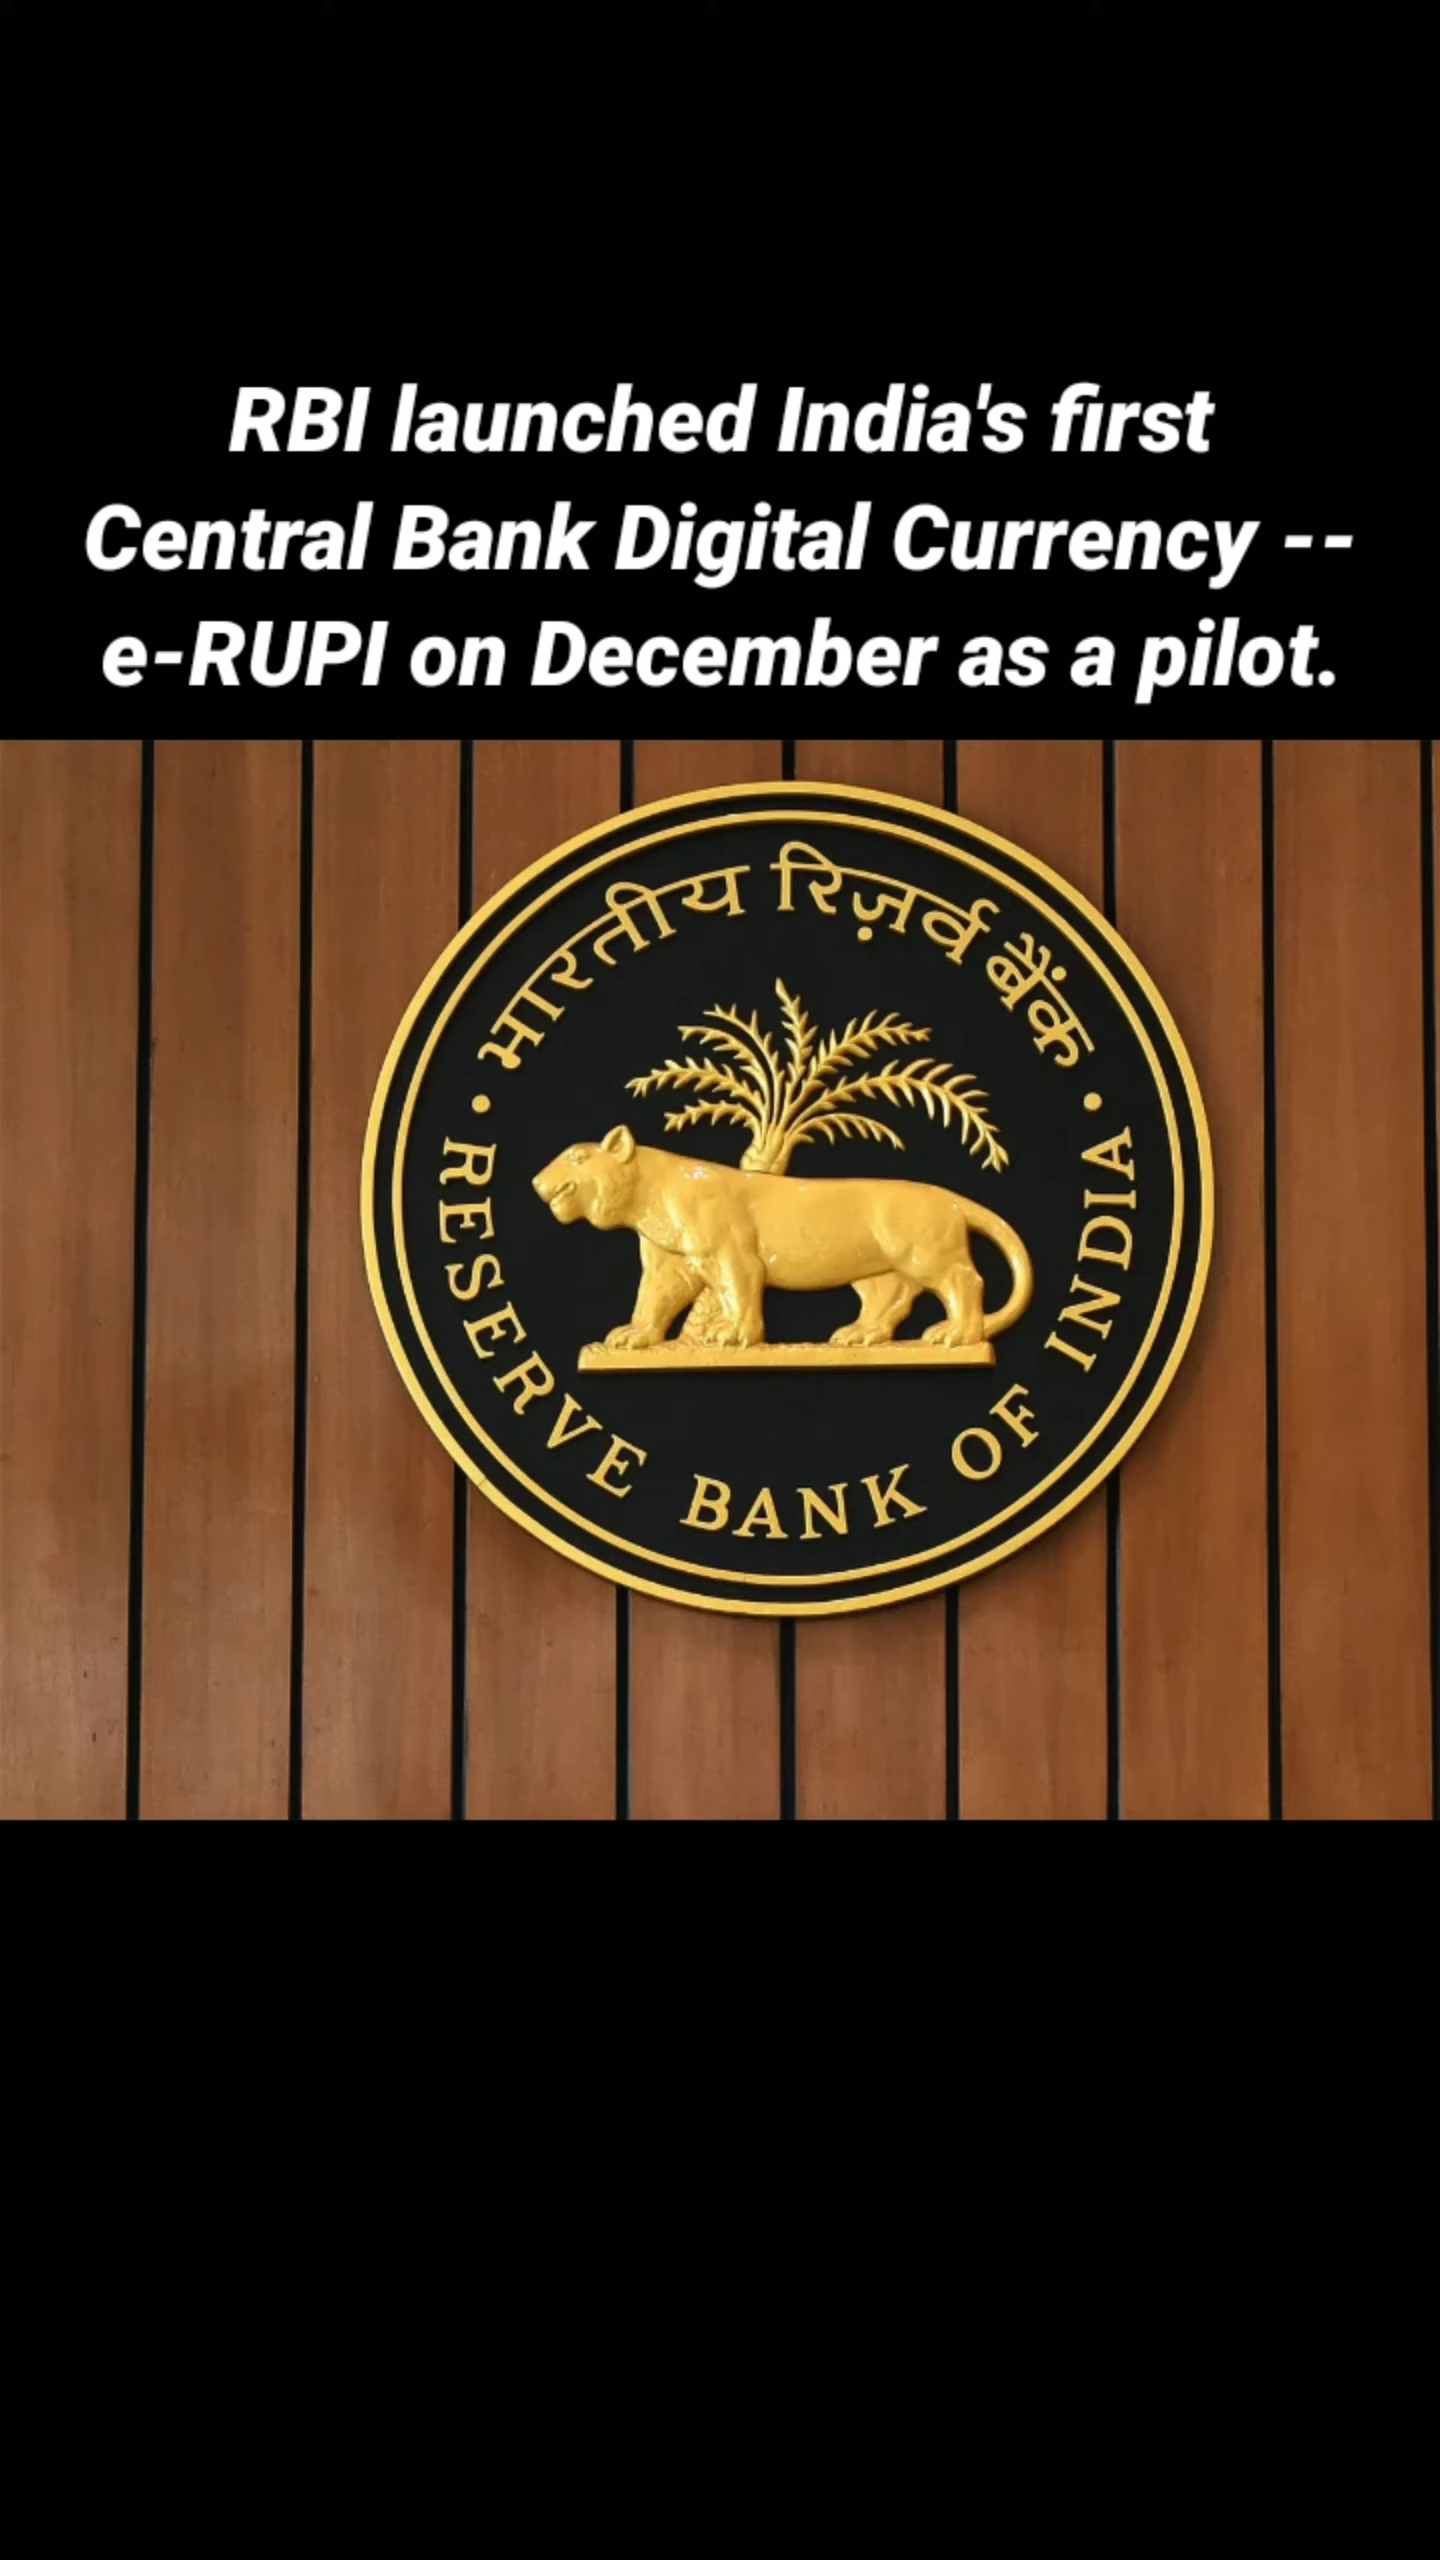 RBI launched India's first
Central Bank Digital Currency --
e-RUPI on December as a pilot.
भारतीय रिज़र्व बैंक
RESERVE BANK OF INDIA